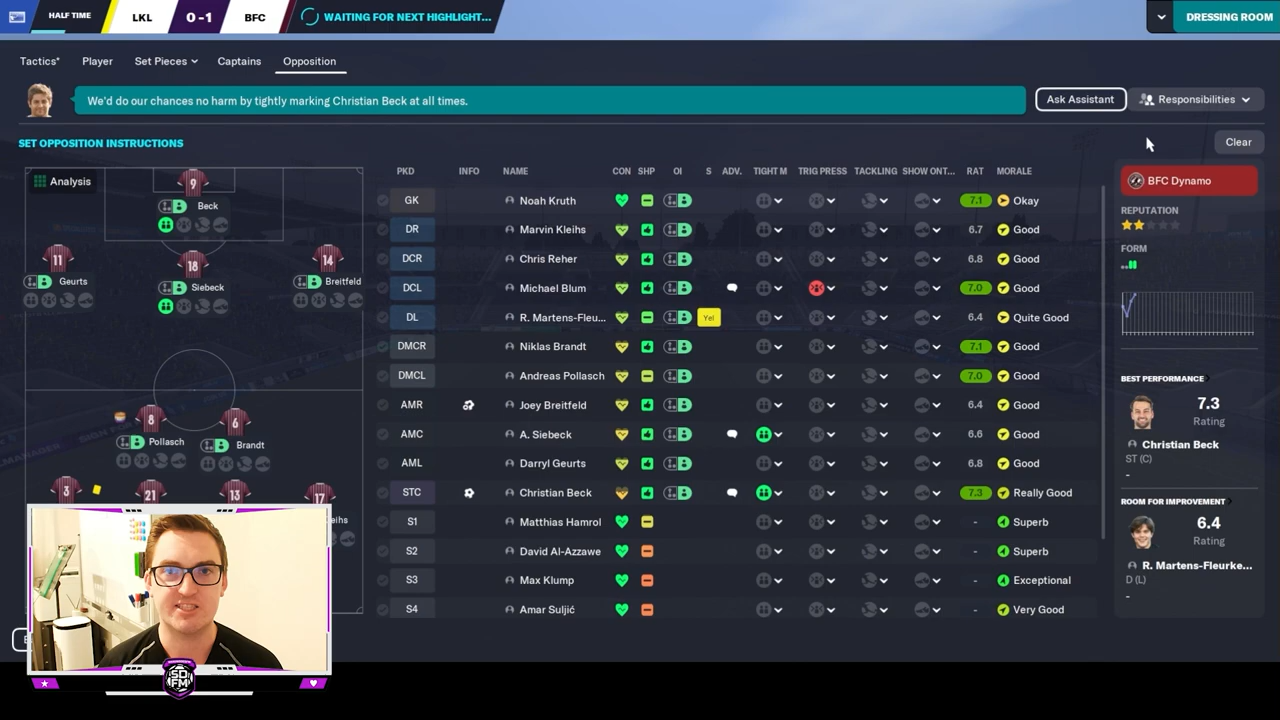 HALF TIME LKL 0-1 BFC WAITING FOR NEXT HIGHLIGHT... DRESSING ROOM
Tactics* Player Set Pieces Captains Opposition
We'd do our chances no harm by tightly marking Christian Beck at all times. Ask Assistant Responsibilities
SET OPPOSITION INSTRUCTIONS Clear
Analysis
9
Beck
11
Geurts
18
Siebeck
14
Breitfeld
8
Pollasch
6
Brandt
3
21
13
17
eihs
PKD INFO NAME CON SHP OI S ADV. TIGHT M TRIG PRESS TACKLING SHOW ONT... RAT MORALE
GK Noah Kruth 7.1 Okay
DR Marvin Kleihs 6.7 Good
DCR Chris Reher 6.8 Good
DCL Michael Blum 7.0 Good
DL R. Martens-Fleu... Yel 6.4 Quite Good
DMCR Niklas Brandt 7.1 Good
DMCL Andreas Pollasch 7.0 Good
AMR Joey Breitfeld 6.4 Good
AMC A. Siebeck 6.6 Good
AML Darryl Geurts 6.8 Good
STC Christian Beck 7.3 Really Good
S1 Matthias Hamrol - Superb
S2 David Al-Azzawe - Superb
S3 Max Klump - Exceptional
S4 Amar Suljić - Very Good
BFC Dynamo
REPUTATION
FORM
BEST PERFORMANCE
7.3
Rating
Christian Beck
ST (C)
-
ROOM FOR IMPROVEMENT
6.4
Rating
R. Martens-Fleurke...
D (L)
-
SD
FM